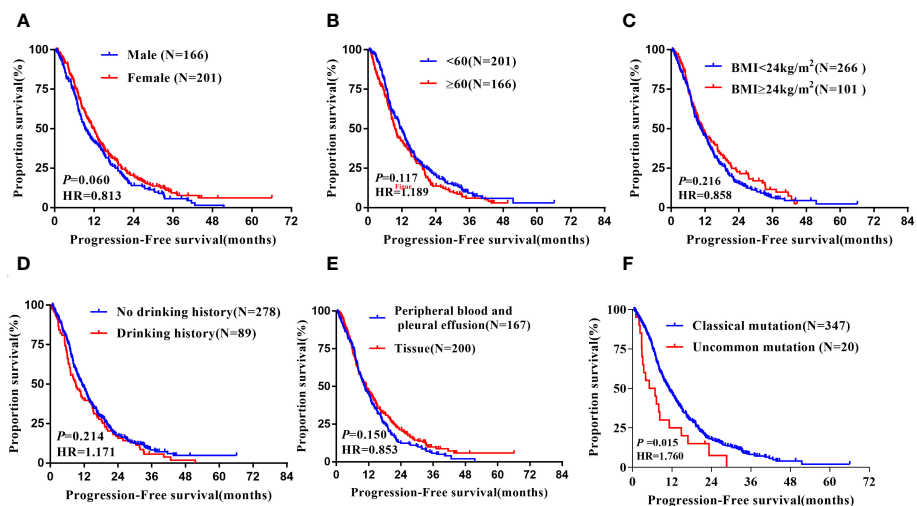 A
Proportion survival(%)
100
75
50
25
0
Male (N=166)
Female (N=201)
P=0.060
HR=0.813
0 12 24 36 48 60 72
Progression-Free survival(months)
B
Proportion survival(%)
100
75
50
25
0
<60(N=201)
≥60(N=166)
P=0.117
Figure
HR=1.189
0 12 24 36 48 60 72
Progression-Free survival(months)
C
Proportion survival(%)
100
75
50
25
0
BMI<24kg/m²(N=266 )
BMI≥24kg/m²(N=101 )
P=0.216
HR=0.858
0 12 24 36 48 60 72 84
Progression-Free survival(months)
D
Proportion survival(%)
100
75
50
25
0
No drinking history(N=278)
Drinking history(N=89)
P=0.214
HR=1.171
0 12 24 36 48 60 72 84
Progression-Free survival(months)
E
Proportion survival(%)
100
75
50
25
0
Peripheral blood and
pleural effusion(N=167)
Tissue(N=200)
P=0.150
HR=0.853
0 12 24 36 48 60 72 84
Progression-Free survival(months)
F
Proportion survival(%)
100
75
50
25
0
Classical mutation(N=347)
Uncommon mutation (N=20)
P=0.015
HR=1.760
0 12 24 36 48 60 72
Progression-Free survival(months)